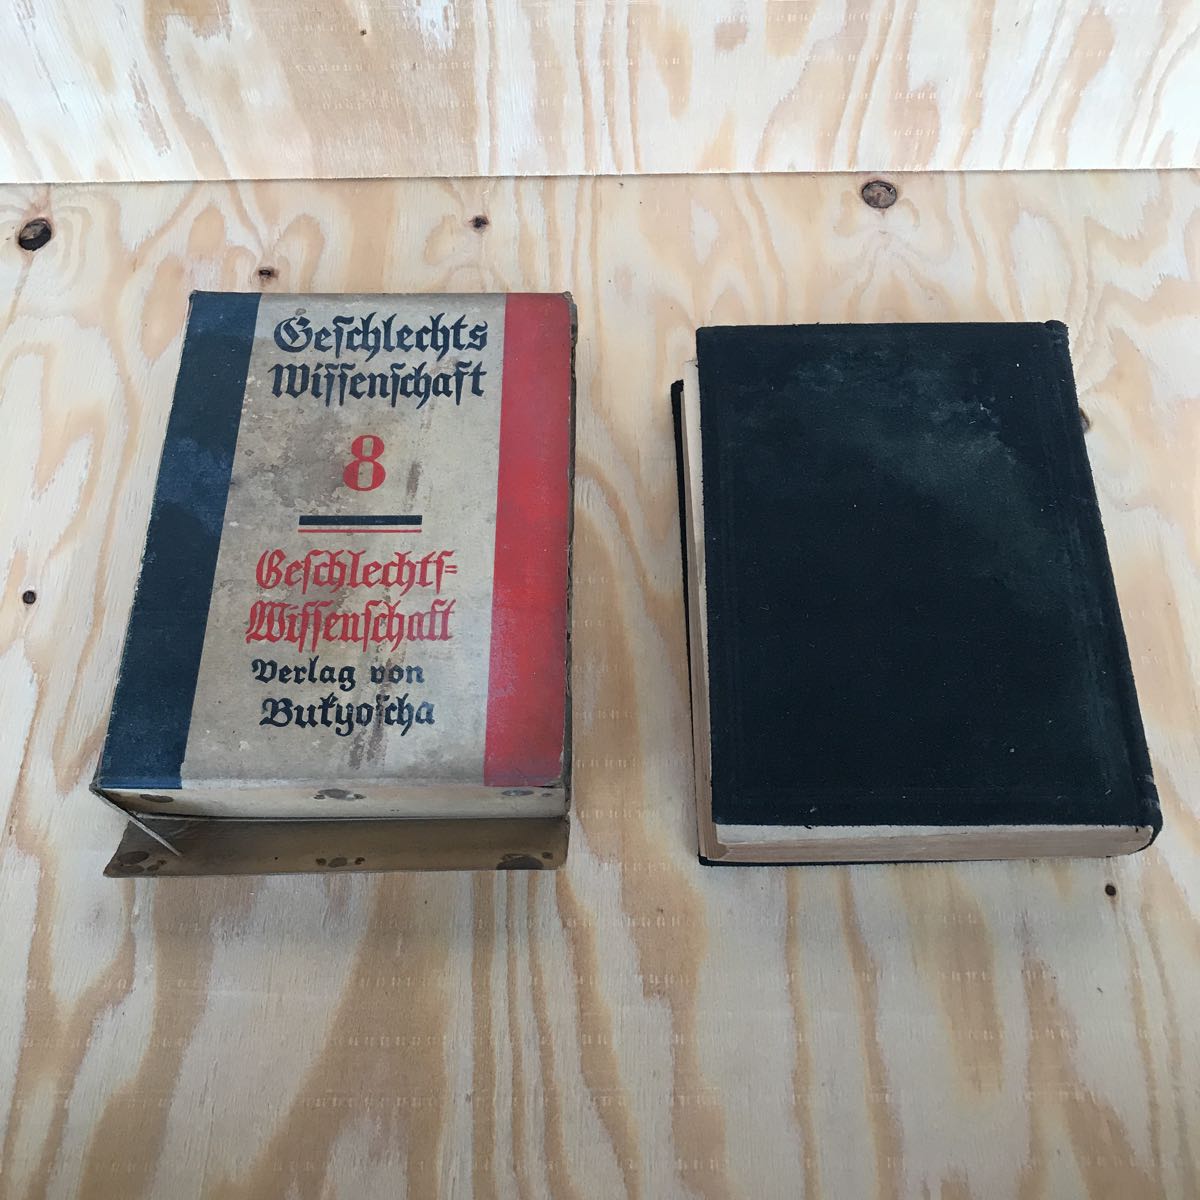 Geſchlechts
Wiſſenſchaft
8
Geſchlechtſ=
Wiſſenſchaft
Verlag von
Bukyoſcha